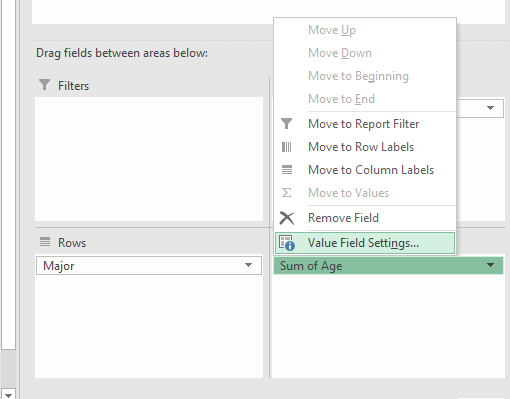 Drag fields between areas below:
Filters
Move Up
Move Down
Move to Beginning
Move to End
Move to Report Filter
Move to Row Labels
Move to Column Labels
Move to Values
Remove Field
Value Field Settings...
Rows
Major
Sum of Age